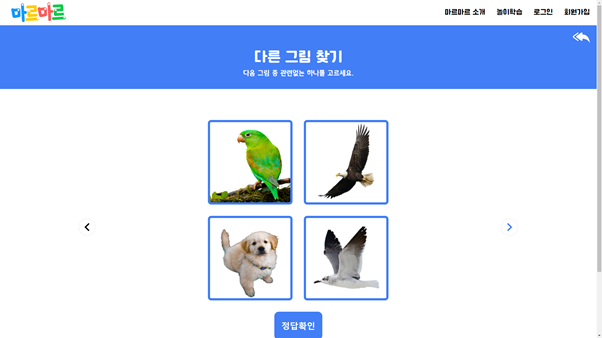 마르마르
마르마르 소개 놀이학습 로그인 회원가입
다른 그림 찾기
다음 그림 중 관련없는 하나를 고르세요.
정답확인